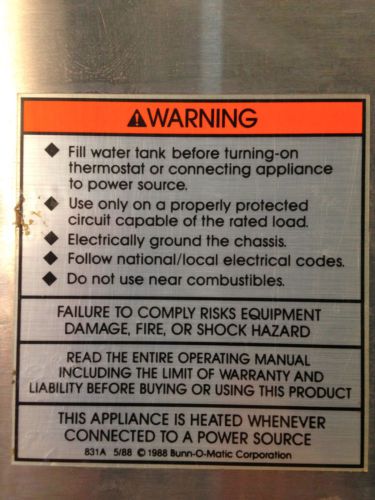 ⚠WARNING
◆ Fill water tank before turning-on
thermostat or connecting appliance
to power source.
◆ Use only on a properly protected
circuit capable of the rated load.
◆ Electrically ground the chassis.
◆ Follow national/local electrical codes.
◆ Do not use near combustibles.
FAILURE TO COMPLY RISKS EQUIPMENT
DAMAGE, FIRE, OR SHOCK HAZARD
READ THE ENTIRE OPERATING MANUAL
INCLUDING THE LIMIT OF WARRANTY AND
LIABILITY BEFORE BUYING OR USING THIS PRODUCT
THIS APPLIANCE IS HEATED WHENEVER
CONNECTED TO A POWER SOURCE
831A 5/88 © 1988 Bunn-O-Matic Corporation